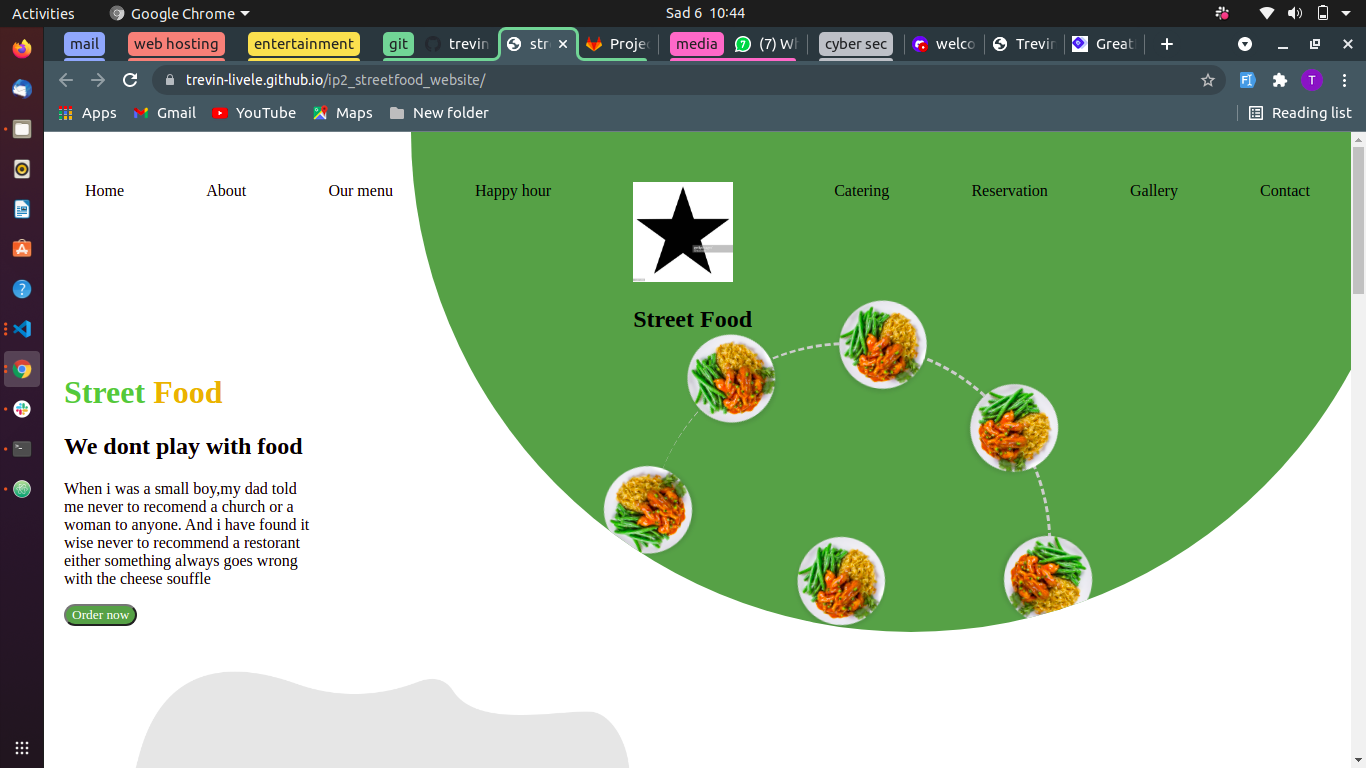 Activities
Google Chrome
Sad 6 10:44
mail
web hosting
entertainment
git
trevin
str
Proje
media
(7) Wh
cyber sec
welco
Trevin
Great
trevin-livele.github.io/ip2_streetfood_website/
T
Apps
Gmail
YouTube
Maps
New folder
Reading list
Home
About
Our menu
Happy hour
Catering
Reservation
Gallery
Contact
Street Food
Street Food
We dont play with food
When i was a small boy,my dad told
me never to recomend a church or a
woman to anyone. And i have found it
wise never to recommend a restorant
either something always goes wrong
with the cheese souffle
Order now